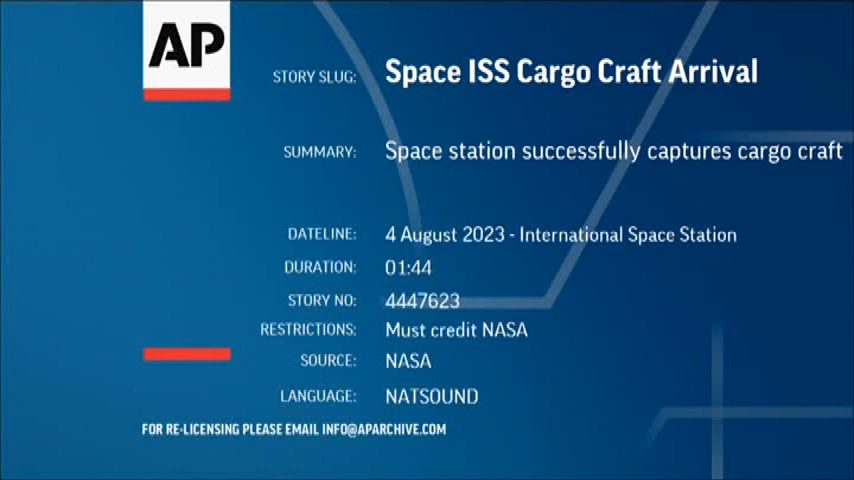 AP
STORY SLUG: Space ISS Cargo Craft Arrival
SUMMARY: Space station successfully captures cargo craft
DATELINE: 4 August 2023 - International Space Station
DURATION: 01:44
STORY NO: 4447623
RESTRICTIONS: Must credit NASA
SOURCE: NASA
LANGUAGE: NATSOUND
FOR RE-LICENSING PLEASE EMAIL INFO@APARCHIVE.COM